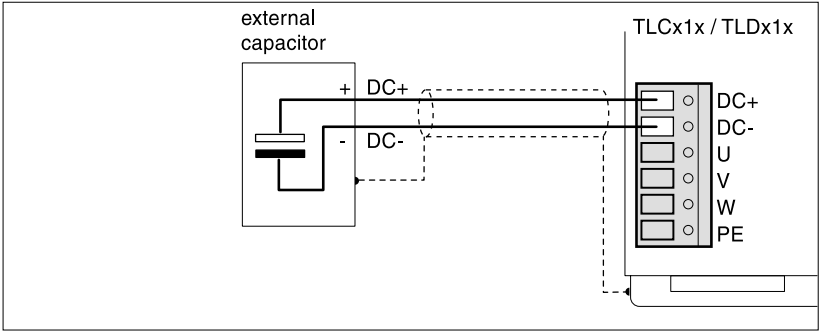 external
capacitor
TLCx1x / TLDx1x
+ DC+
- DC-
DC+
DC-
U
V
W
PE